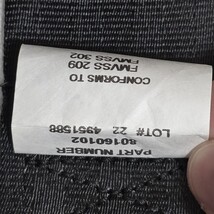 PART NUMBER
80160102
LOT# 22 4951588
CONFORMS TO
FMVSS 209
FMVSS 302